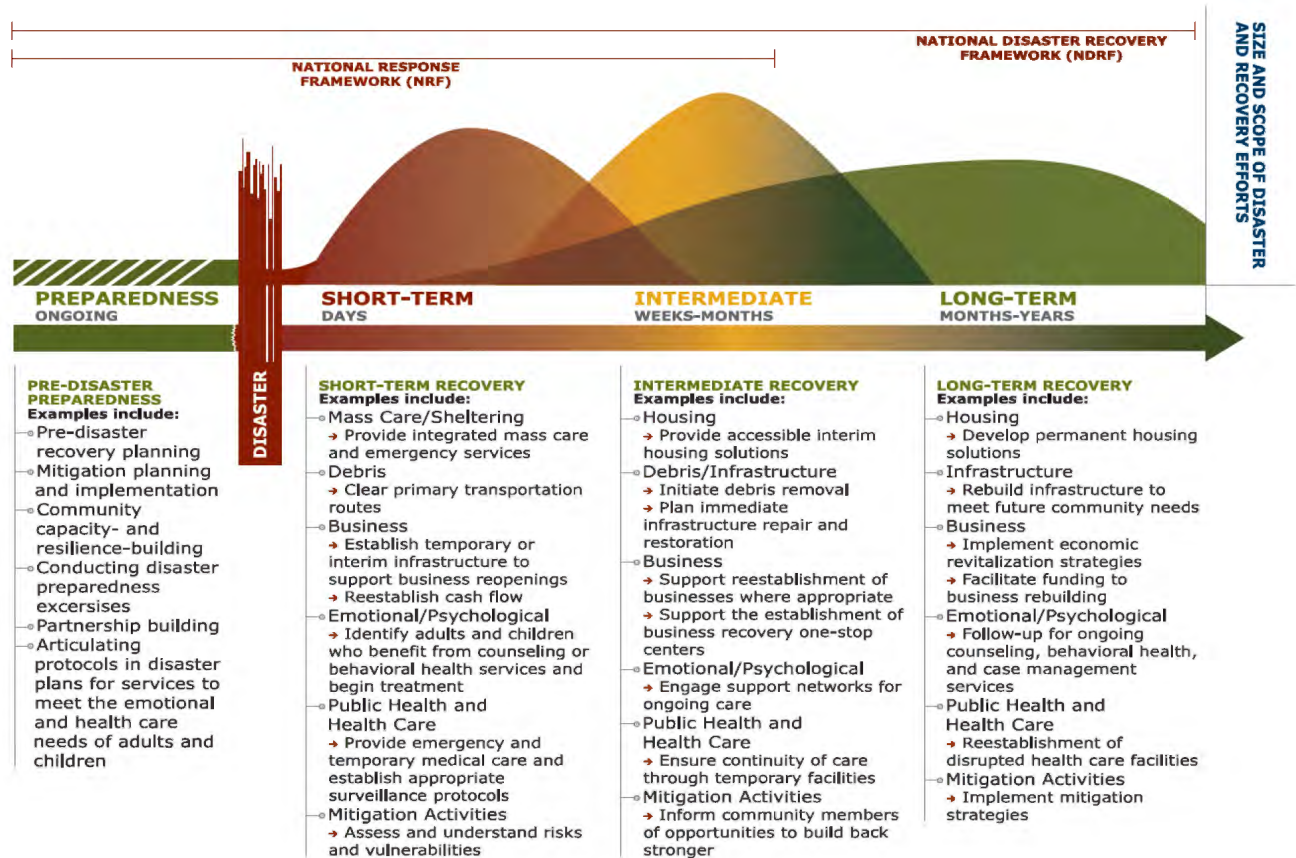 NATIONAL DISASTER RECOVERY
FRAMEWORK (NDRF)
NATIONAL RESPONSE
FRAMEWORK (NRF)
SIZE AND SCOPE OF DISASTER
AND RECOVERY EFFORTS
PREPAREDNESS
ONGOING
SHORT-TERM
DAYS
INTERMEDIATE
WEEKS-MONTHS
LONG-TERM
MONTHS-YEARS
DISASTER
PRE-DISASTER
PREPAREDNESS
Examples include:
Pre-disaster
recovery planning
Mitigation planning
and implementation
Community
capacity- and
resilience-building
Conducting disaster
preparedness
excersises
Partnership building
Articulating
protocols in disaster
plans for services to
meet the emotional
and health care
needs of adults and
children
SHORT-TERM RECOVERY
Examples include:
Mass Care/Sheltering
→ Provide integrated mass care
and emergency services
Debris
→ Clear primary transportation
routes
Business
→ Establish temporary or
interim infrastructure to
support business reopenings
→ Reestablish cash flow
Emotional/Psychological
→ Identify adults and children
who benefit from counseling or
behavioral health services and
begin treatment
Public Health and
Health Care
→ Provide emergency and
temporary medical care and
establish appropriate
surveillance protocols
Mitigation Activities
→ Assess and understand risks
and vulnerabilities
INTERMEDIATE RECOVERY
Examples include:
Housing
→ Provide accessible interim
housing solutions
Debris/Infrastructure
→ Initiate debris removal
→ Plan immediate
infrastructure repair and
restoration
Business
→ Support reestablishment of
businesses where appropriate
→ Support the establishment of
business recovery one-stop
centers
Emotional/Psychological
→ Engage support networks for
ongoing care
Public Health and
Health Care
→ Ensure continuity of care
through temporary facilities
Mitigation Activities
→ Inform community members
of opportunities to build back
stronger
LONG-TERM RECOVERY
Examples include:
Housing
→ Develop permanent housing
solutions
Infrastructure
→ Rebuild infrastructure to
meet future community needs
Business
→ Implement economic
revitalization strategies
→ Facilitate funding to
business rebuilding
Emotional/Psychological
→ Follow-up for ongoing
counseling, behavioral health,
and case management
services
Public Health and
Health Care
→ Reestablishment of
disrupted health care facilities
Mitigation Activities
→ Implement mitigation
strategies